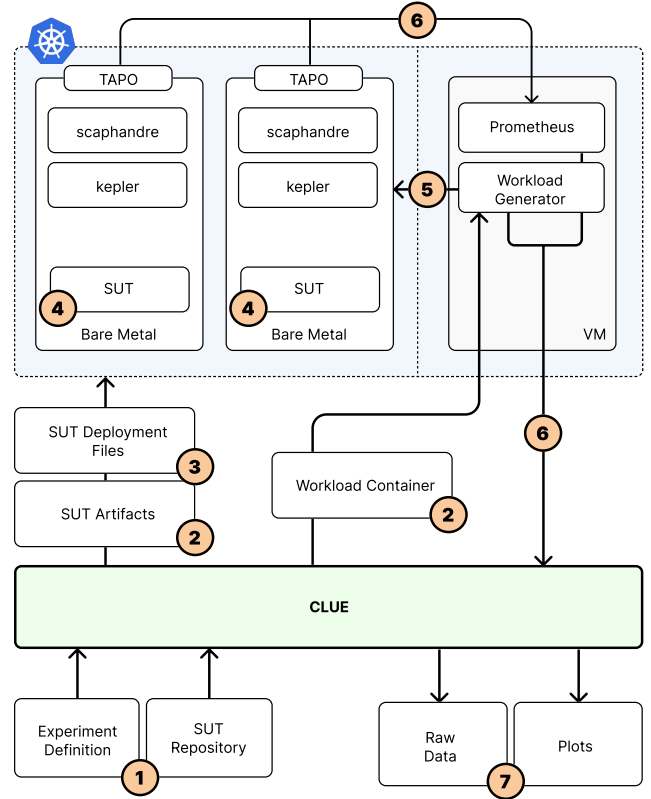 6
TAPO
TAPO
scaphandre
scaphandre
Prometheus
kepler
kepler
5
Workload
Generator
SUT
SUT
4
4
Bare Metal
Bare Metal
VM
SUT Deployment
Files
3
6
SUT Artifacts
2
Workload Container
2
CLUE
Experiment
Definition
SUT
Repository
1
Raw
Data
Plots
7